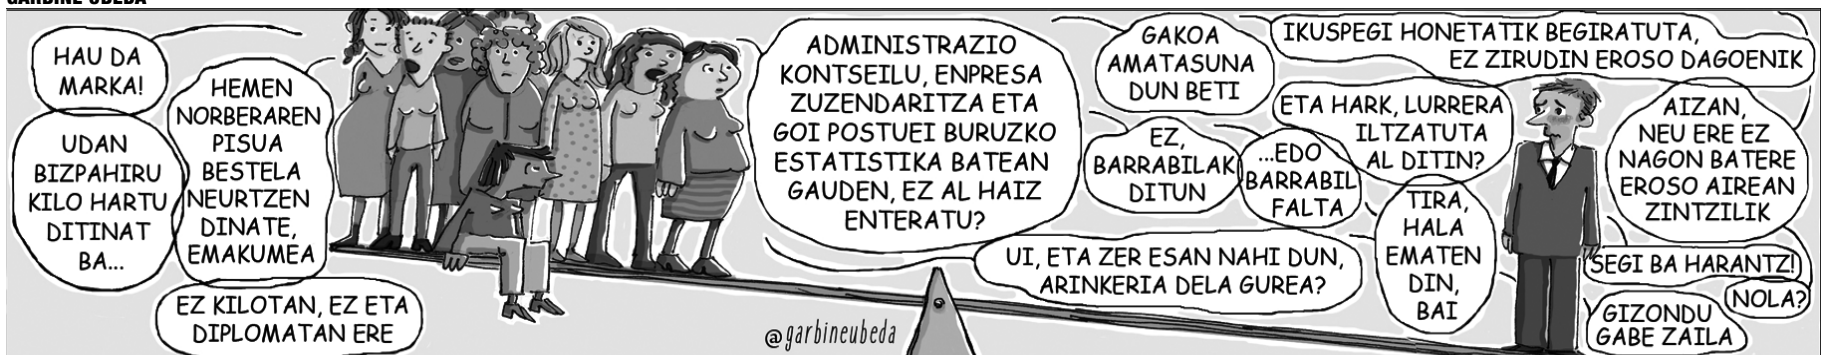 GARBIÑE UBEDA
HAU DA
MARKA!
UDAN
BIZPAHIRU
KILO HARTU
DITINAT
BA...
HEMEN
NORBERAREN
PISUA
BESTELA
NEURTZEN
DINATE,
EMAKUMEA
EZ KILOTAN, EZ ETA
DIPLOMATAN ERE
ADMINISTRAZIO
KONTSEILU, ENPRESA
ZUZENDARITZA ETA
GOI POSTUEI BURUZKO
ESTATISTIKA BATEAN
GAUDEN, EZ AL HAIZ
ENTERATU?
UI, ETA ZER ESAN NAHI DUN,
ARINKERIA DELA GUREA?
GAKOA
AMATASUNA
DUN BETI
EZ,
BARRABILAK
DITUN
...EDO
BARRABIL
FALTA
IKUSPEGI HONETATIK BEGIRATUTA,
EZ ZIRUDIN EROSO DAGOENIK
ETA HARK, LURRERA
ILTZATUTA
AL DITIN?
TIRA,
HALA
EMATEN
DIN,
BAI
AIZAN,
NEU ERE EZ
NAGON BATERE
EROSO AIREAN
ZINTZILIK
SEGI BA HARANTZ!
NOLA?
GIZONDU
GABE ZAILA
@garbineubeda